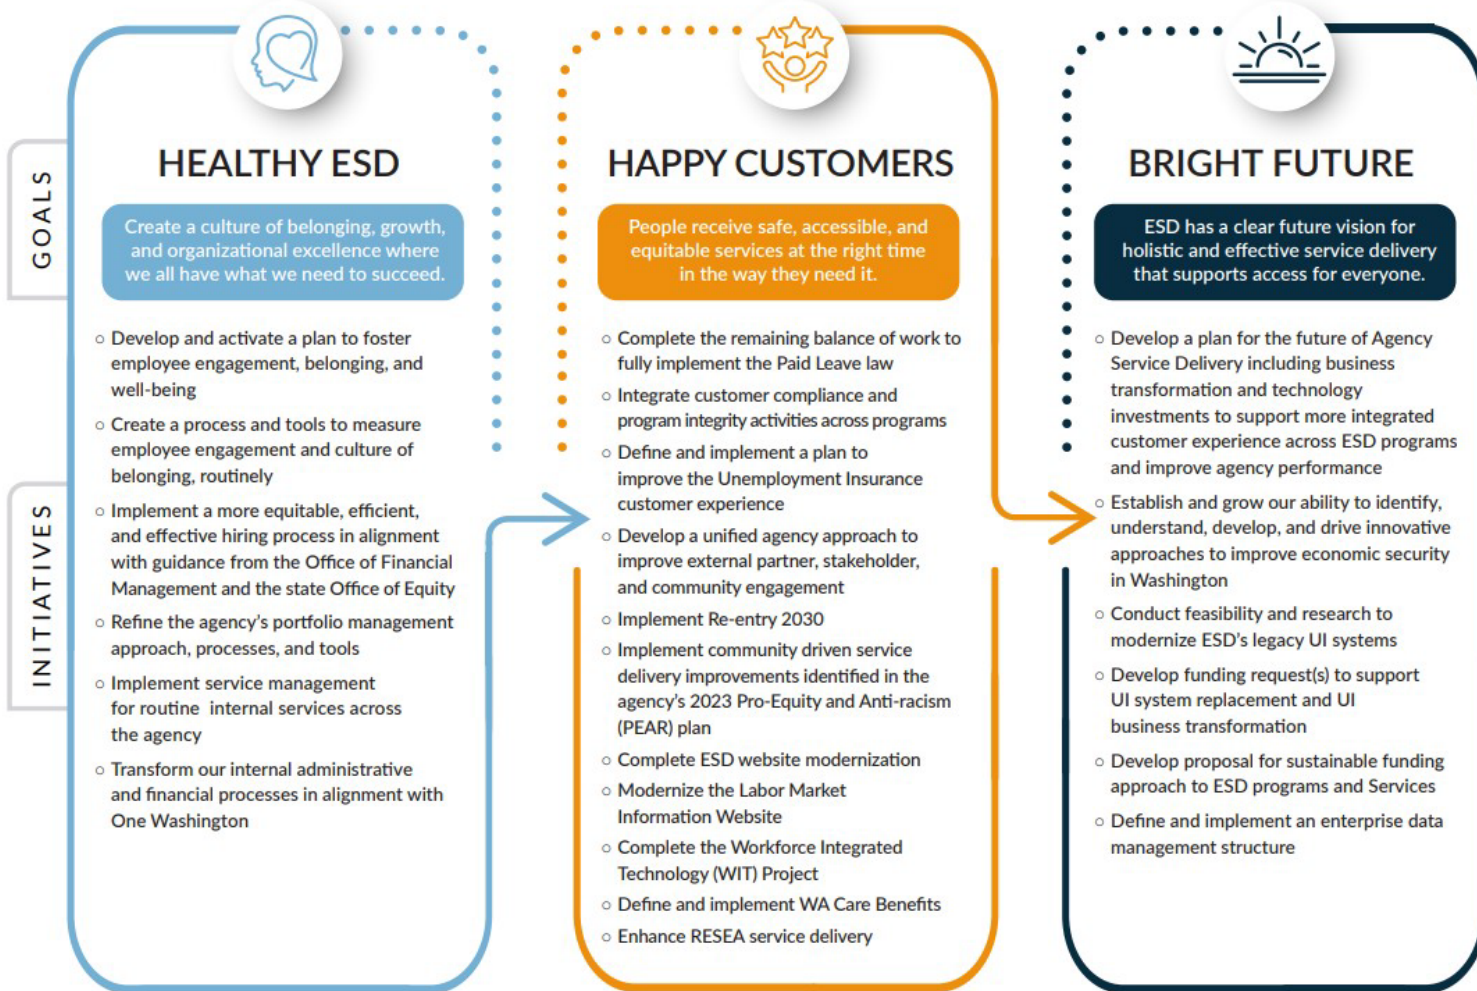 GOALS
INITIATIVES
HEALTHY ESD
Create a culture of belonging, growth,
and organizational excellence where
we all have what we need to succeed.
○ Develop and activate a plan to foster
employee engagement, belonging, and
well-being
○ Create a process and tools to measure
employee engagement and culture of
belonging, routinely
○ Implement a more equitable, efficient,
and effective hiring process in alignment
with guidance from the Office of Financial
Management and the state Office of Equity
○ Refine the agency's portfolio management
approach, processes, and tools
○ Implement service management
for routine internal services across
the agency
○ Transform our internal administrative
and financial processes in alignment with
One Washington
HAPPY CUSTOMERS
People receive safe, accessible, and
equitable services at the right time
in the way they need it.
○ Complete the remaining balance of work to
fully implement the Paid Leave law
○ Integrate customer compliance and
program integrity activities across programs
○ Define and implement a plan to
improve the Unemployment Insurance
customer experience
○ Develop a unified agency approach to
improve external partner, stakeholder,
and community engagement
○ Implement Re-entry 2030
○ Implement community driven service
delivery improvements identified in the
agency's 2023 Pro-Equity and Anti-racism
(PEAR) plan
○ Complete ESD website modernization
○ Modernize the Labor Market
Information Website
○ Complete the Workforce Integrated
Technology (WIT) Project
○ Define and implement WA Care Benefits
○ Enhance RESEA service delivery
BRIGHT FUTURE
ESD has a clear future vision for
holistic and effective service delivery
that supports access for everyone.
○ Develop a plan for the future of Agency
Service Delivery including business
transformation and technology
investments to support more integrated
customer experience across ESD programs
and improve agency performance
○ Establish and grow our ability to identify,
understand, develop, and drive innovative
approaches to improve economic security
in Washington
○ Conduct feasibility and research to
modernize ESD's legacy UI systems
○ Develop funding request(s) to support
UI system replacement and UI
business transformation
○ Develop proposal for sustainable funding
approach to ESD programs and Services
○ Define and implement an enterprise data
management structure